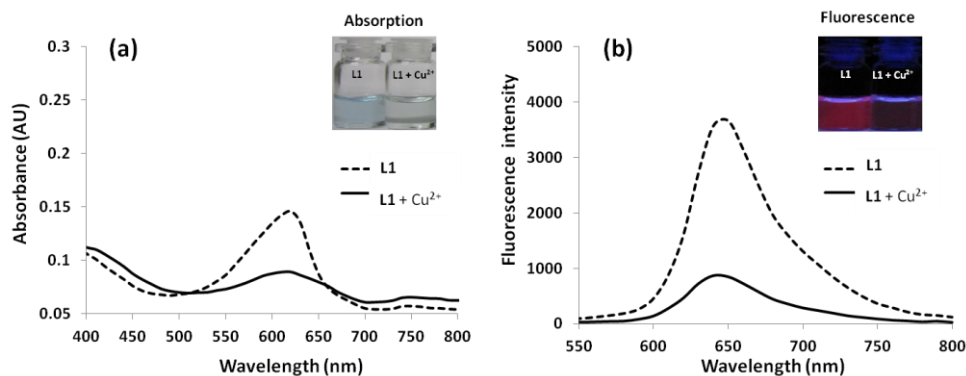 Absorption
(a)
L1
L1 + Cu²⁺
L1
L1 + Cu²⁺
0.3
0.25
0.2
0.15
0.1
0.05
Absorbance (AU)
400 450 500 550 600 650 700 750 800
Wavelength (nm)
Fluorescence
(b)
L1
L1 + Cu²⁺
L1
L1 + Cu²⁺
5000
4000
3000
2000
1000
0
Fluorescence intensity
550 600 650 700 750 800
Wavelength (nm)